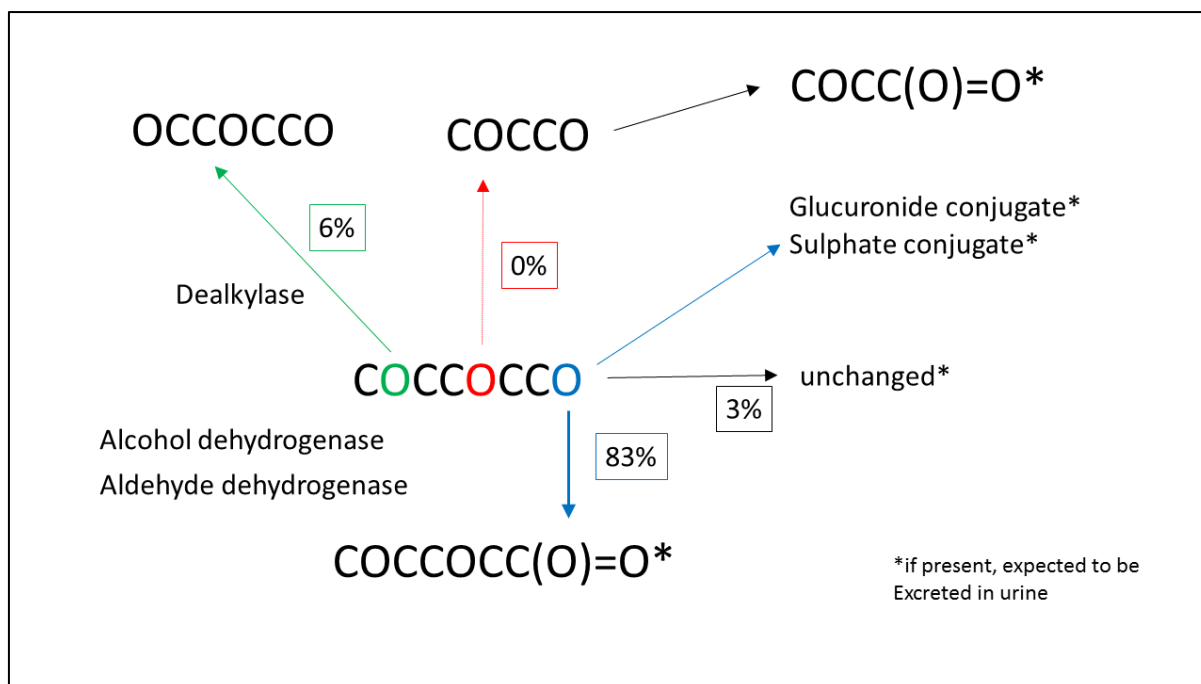 COCC(O)=O*
OCCOCCO
COCCO
Glucuronide conjugate*
Sulphate conjugate*
6%
0%
Dealkylase
COCCOCCO
unchanged*
3%
Alcohol dehydrogenase
Aldehyde dehydrogenase
83%
COCCOCC(O)=O*
*if present, expected to be
Excreted in urine